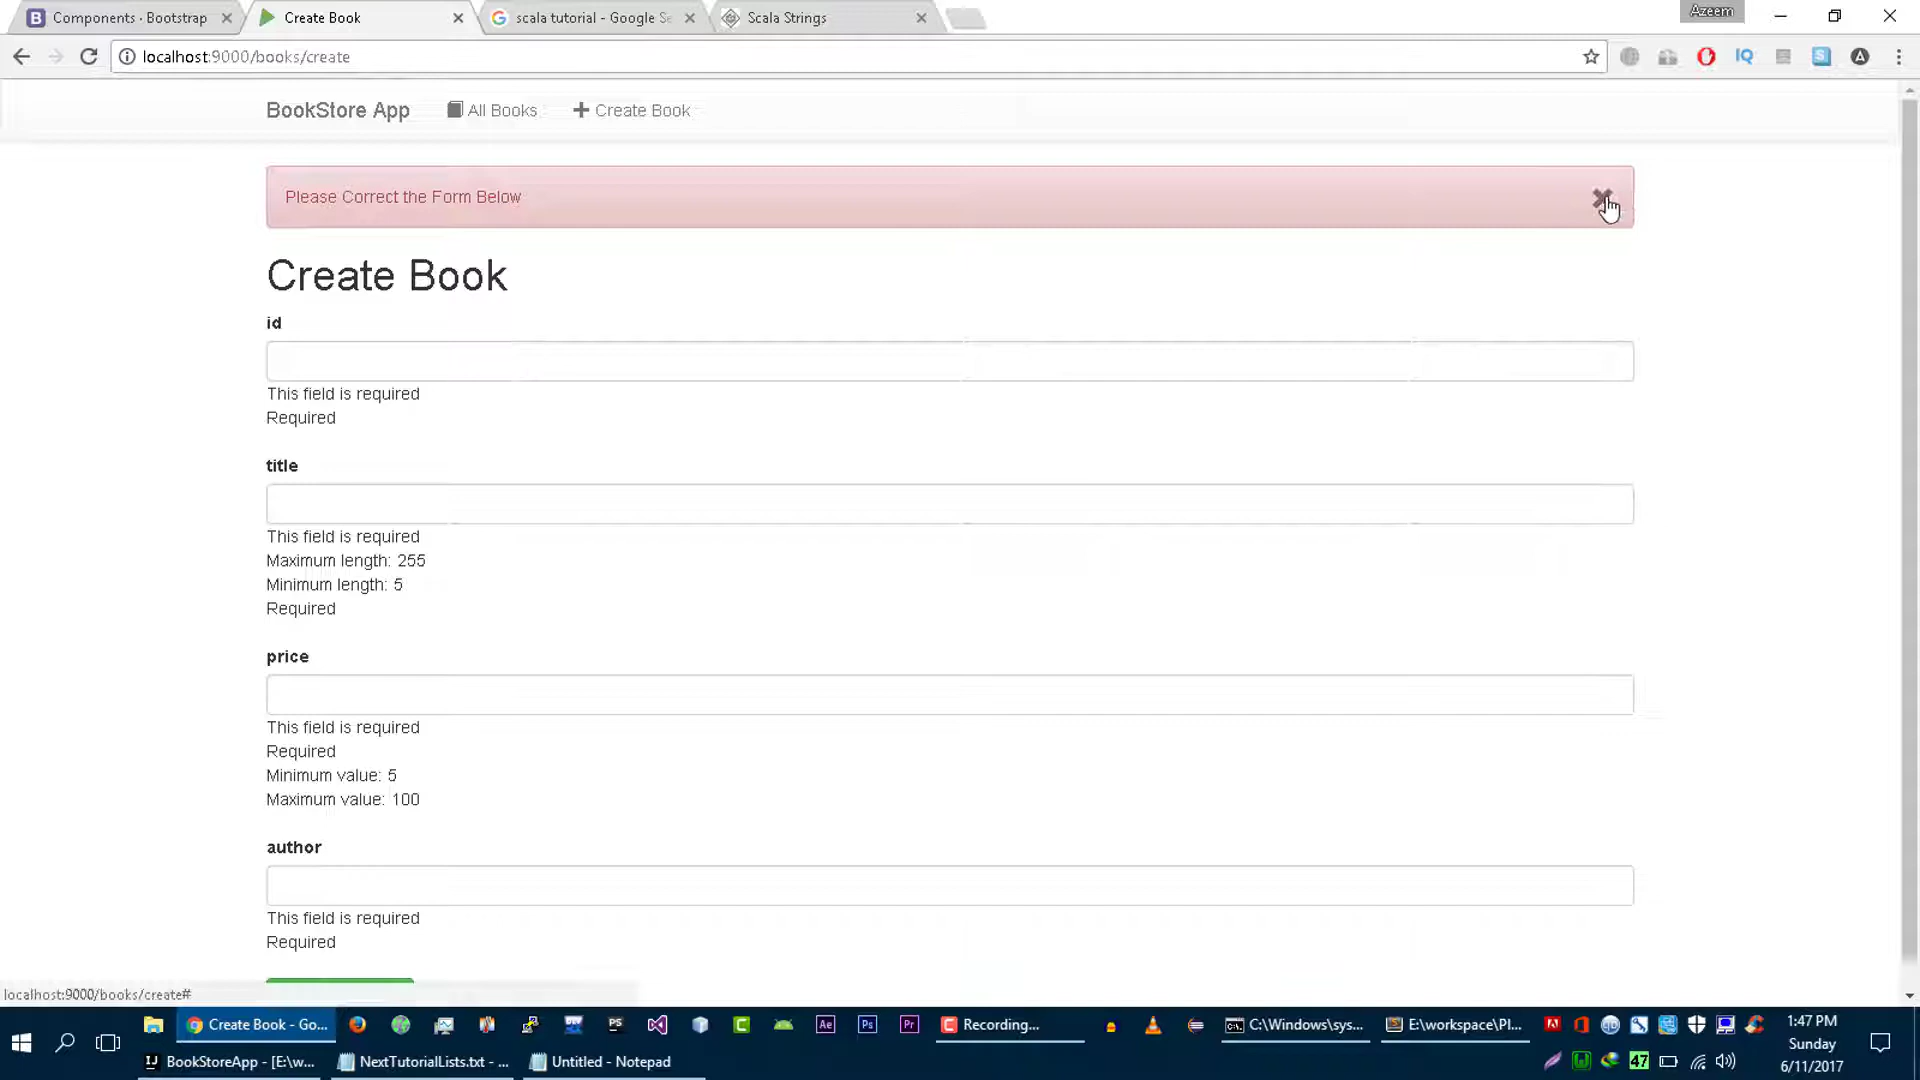 Components · Bootstrap
Create Book
scala tutorial - Google Se
Scala Strings
Azeem
localhost:9000/books/create
BookStore App
All Books
Create Book
Please Correct the Form Below
Create Book
id
This field is required
Required
title
This field is required
Maximum length: 255
Minimum length: 5
Required
price
This field is required
Required
Minimum value: 5
Maximum value: 100
author
This field is required
Required
localhost:9000/books/create#
Create Book - Go...
Recording...
C:\Windows\sys...
E:\workspace\Pl...
1:47 PM
Sunday
6/11/2017
BookStoreApp - [E:\w...
NextTutorialLists.txt - ...
Untitled - Notepad
47